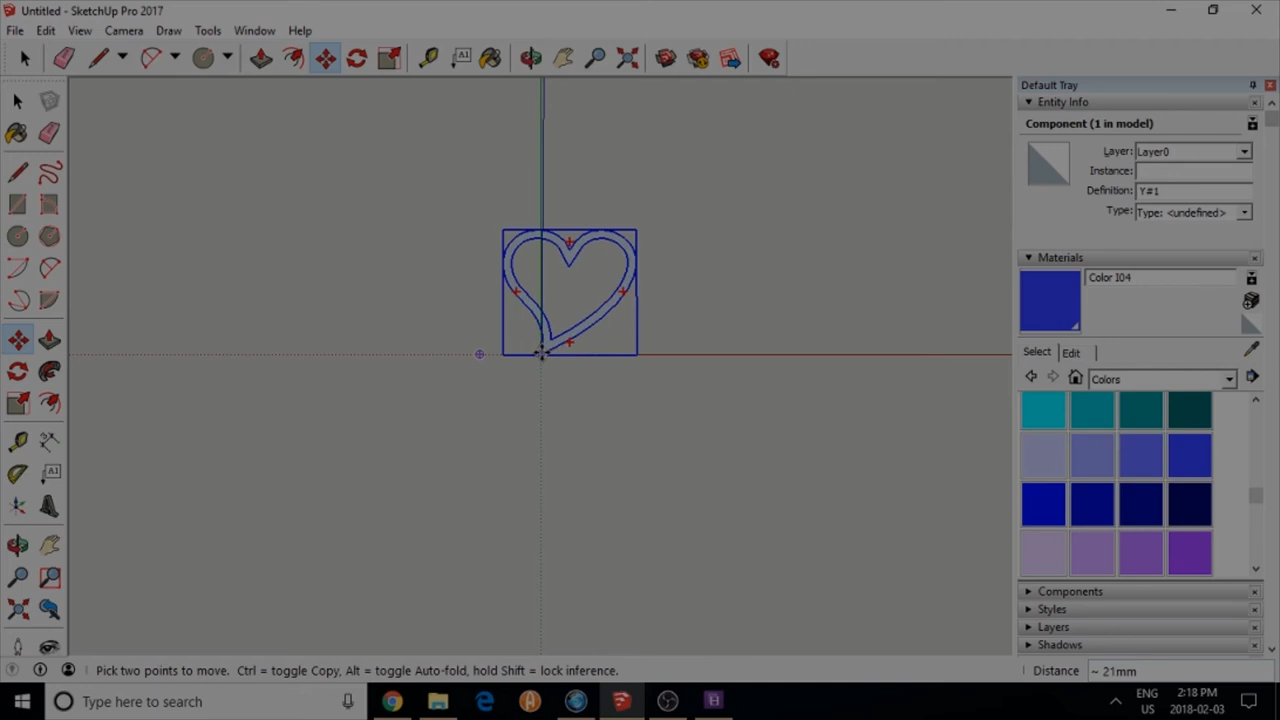 Untitled - SketchUp Pro 2017
File Edit View Camera Draw Tools Window Help
Default Tray
Entity Info
Component (1 in model)
Layer: Layer0
Instance:
Definition: Y#1
Type: Type: <undefined>
Materials
Color I04
Select Edit
Colors
Components
Styles
Layers
Shadows
Pick two points to move. Ctrl = toggle Copy, Alt = toggle Auto-fold, hold Shift = lock inference.
Distance ~ 21mm
Type here to search
ENG
US
2:18 PM
2018-02-03